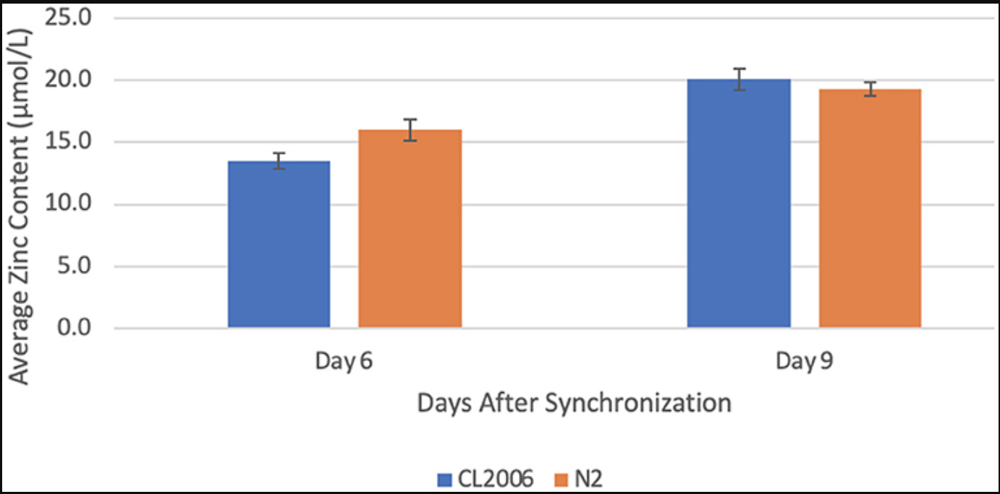 Average Zinc Content (µmol/L)
25.0
20.0
15.0
10.0
5.0
0.0
Day 6
Day 9
Days After Synchronization
CL2006
N2